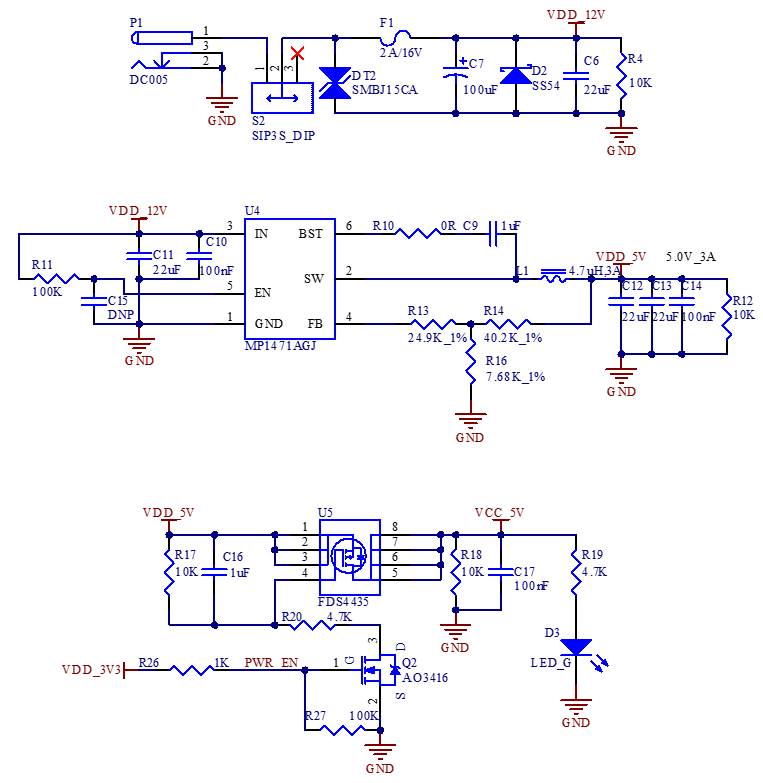 P1
1
3
2
DC005
GND
1
2
3
S2
SIP3S_DIP
DT2
SMBJ15CA
F1
2A/16V
C7
100uF
D2
SS54
VDD_12V
C6
22uF
R4
10K
GND
VDD_12V
R11
100K
C15
DNP
C11
22uF
C10
100nF
GND
U4
3
IN
5
EN
1
GND
BST
6
SW
2
FB
4
MP1471AGJ
R10
0R
C9
1uF
L1
4.7uH,3A
VDD_5V
5.0V_3A
R13
24.9K_1%
R14
40.2K_1%
R16
7.68K_1%
GND
C12
22uF
C13
22uF
C14
100nF
R12
10K
GND
VDD_5V
R17
10K
C16
1uF
U5
1
2
3
4
8
7
6
5
FDS4435
VCC_5V
R18
10K
C17
100nF
GND
R19
4.7K
D3
LED_G
GND
R20
4.7K
VDD_3V3
R26
1K
PWR_EN
1
G
3
D
Q2
AO3416
2
S
R27
100K
GND